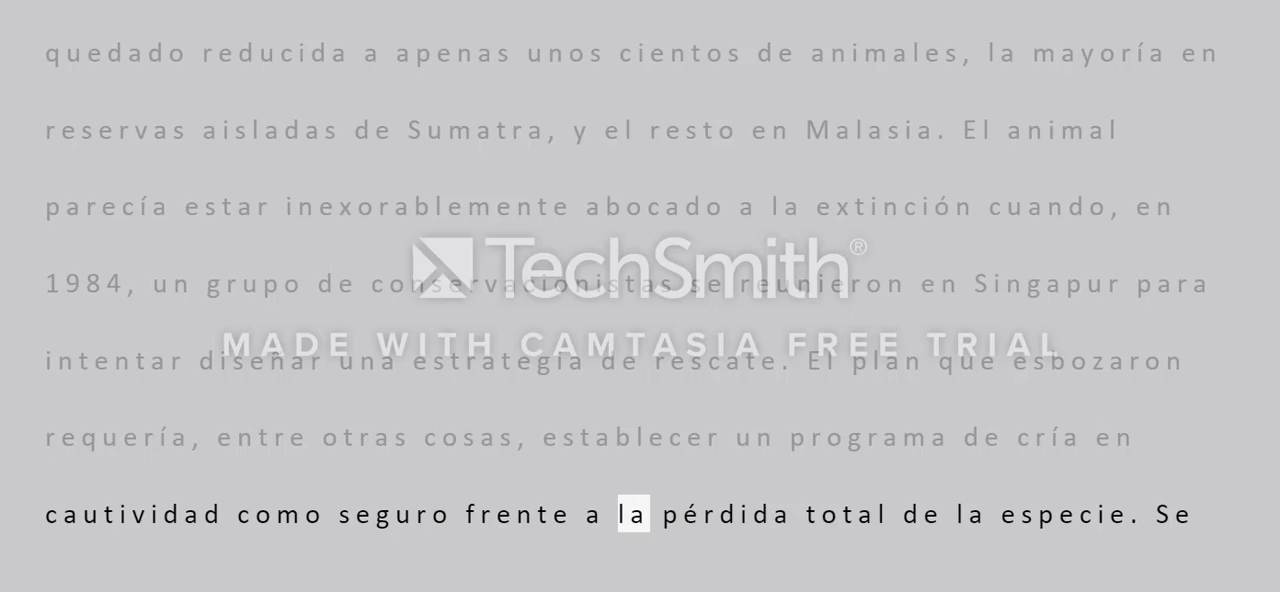 quedado reducida a apenas unos cientos de animales, la mayoría en
reservas aisladas de Sumatra, y el resto en Malasia. El animal
parecía estar inexorablemente abocado a la extinción cuando, en
1984, un grupo de conservacionistas se reunieron en Singapur para
intentar diseñar una estrategia de rescate. El plan que esbozaron
requería, entre otras cosas, establecer un programa de cría en
cautividad como seguro frente a la pérdida total de la especie. Se
TechSmith®
MADE WITH CAMTASIA FREE TRIAL